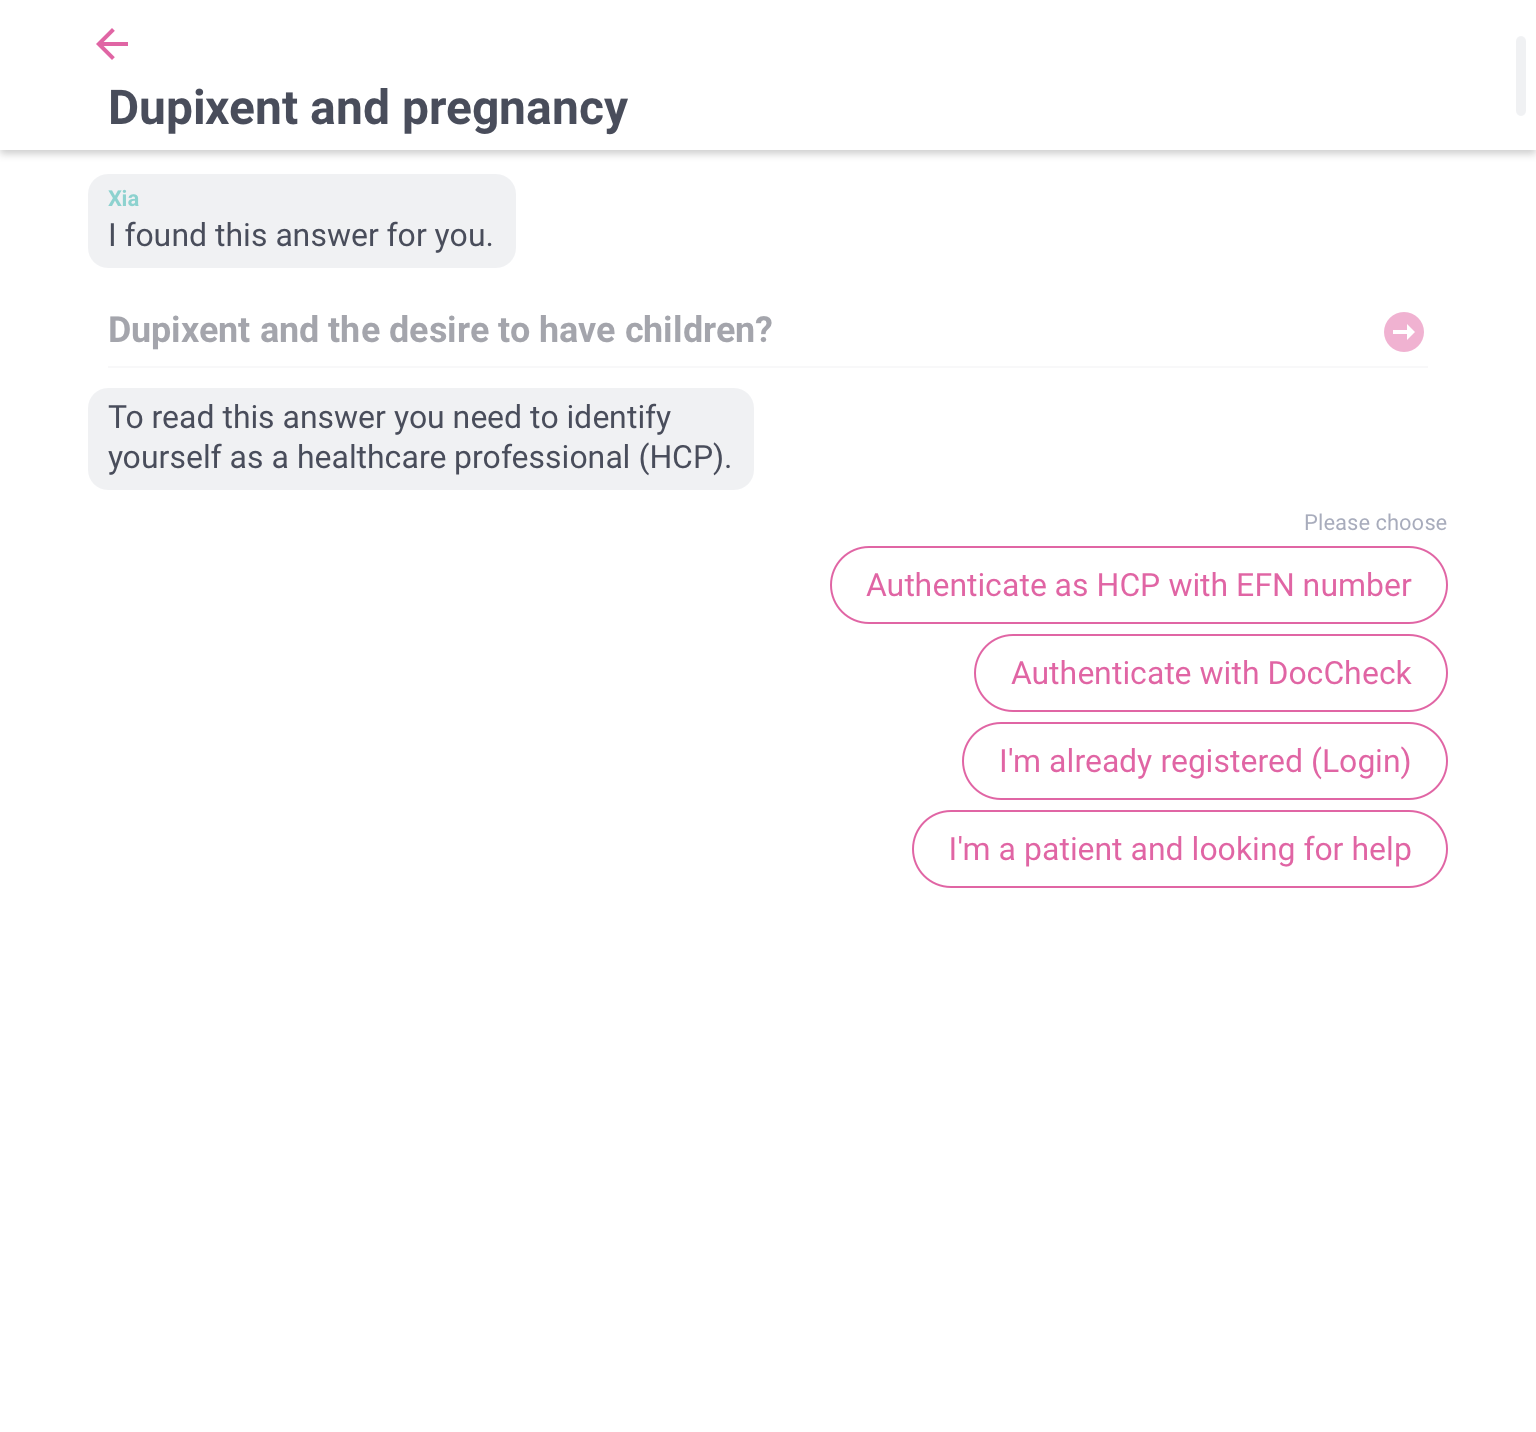 Dupixent and pregnancy
Xia
I found this answer for you.
Dupixent and the desire to have children?
To read this answer you need to identify
yourself as a healthcare professional (HCP).
Please choose
Authenticate as HCP with EFN number
Authenticate with DocCheck
I'm already registered (Login)
I'm a patient and looking for help